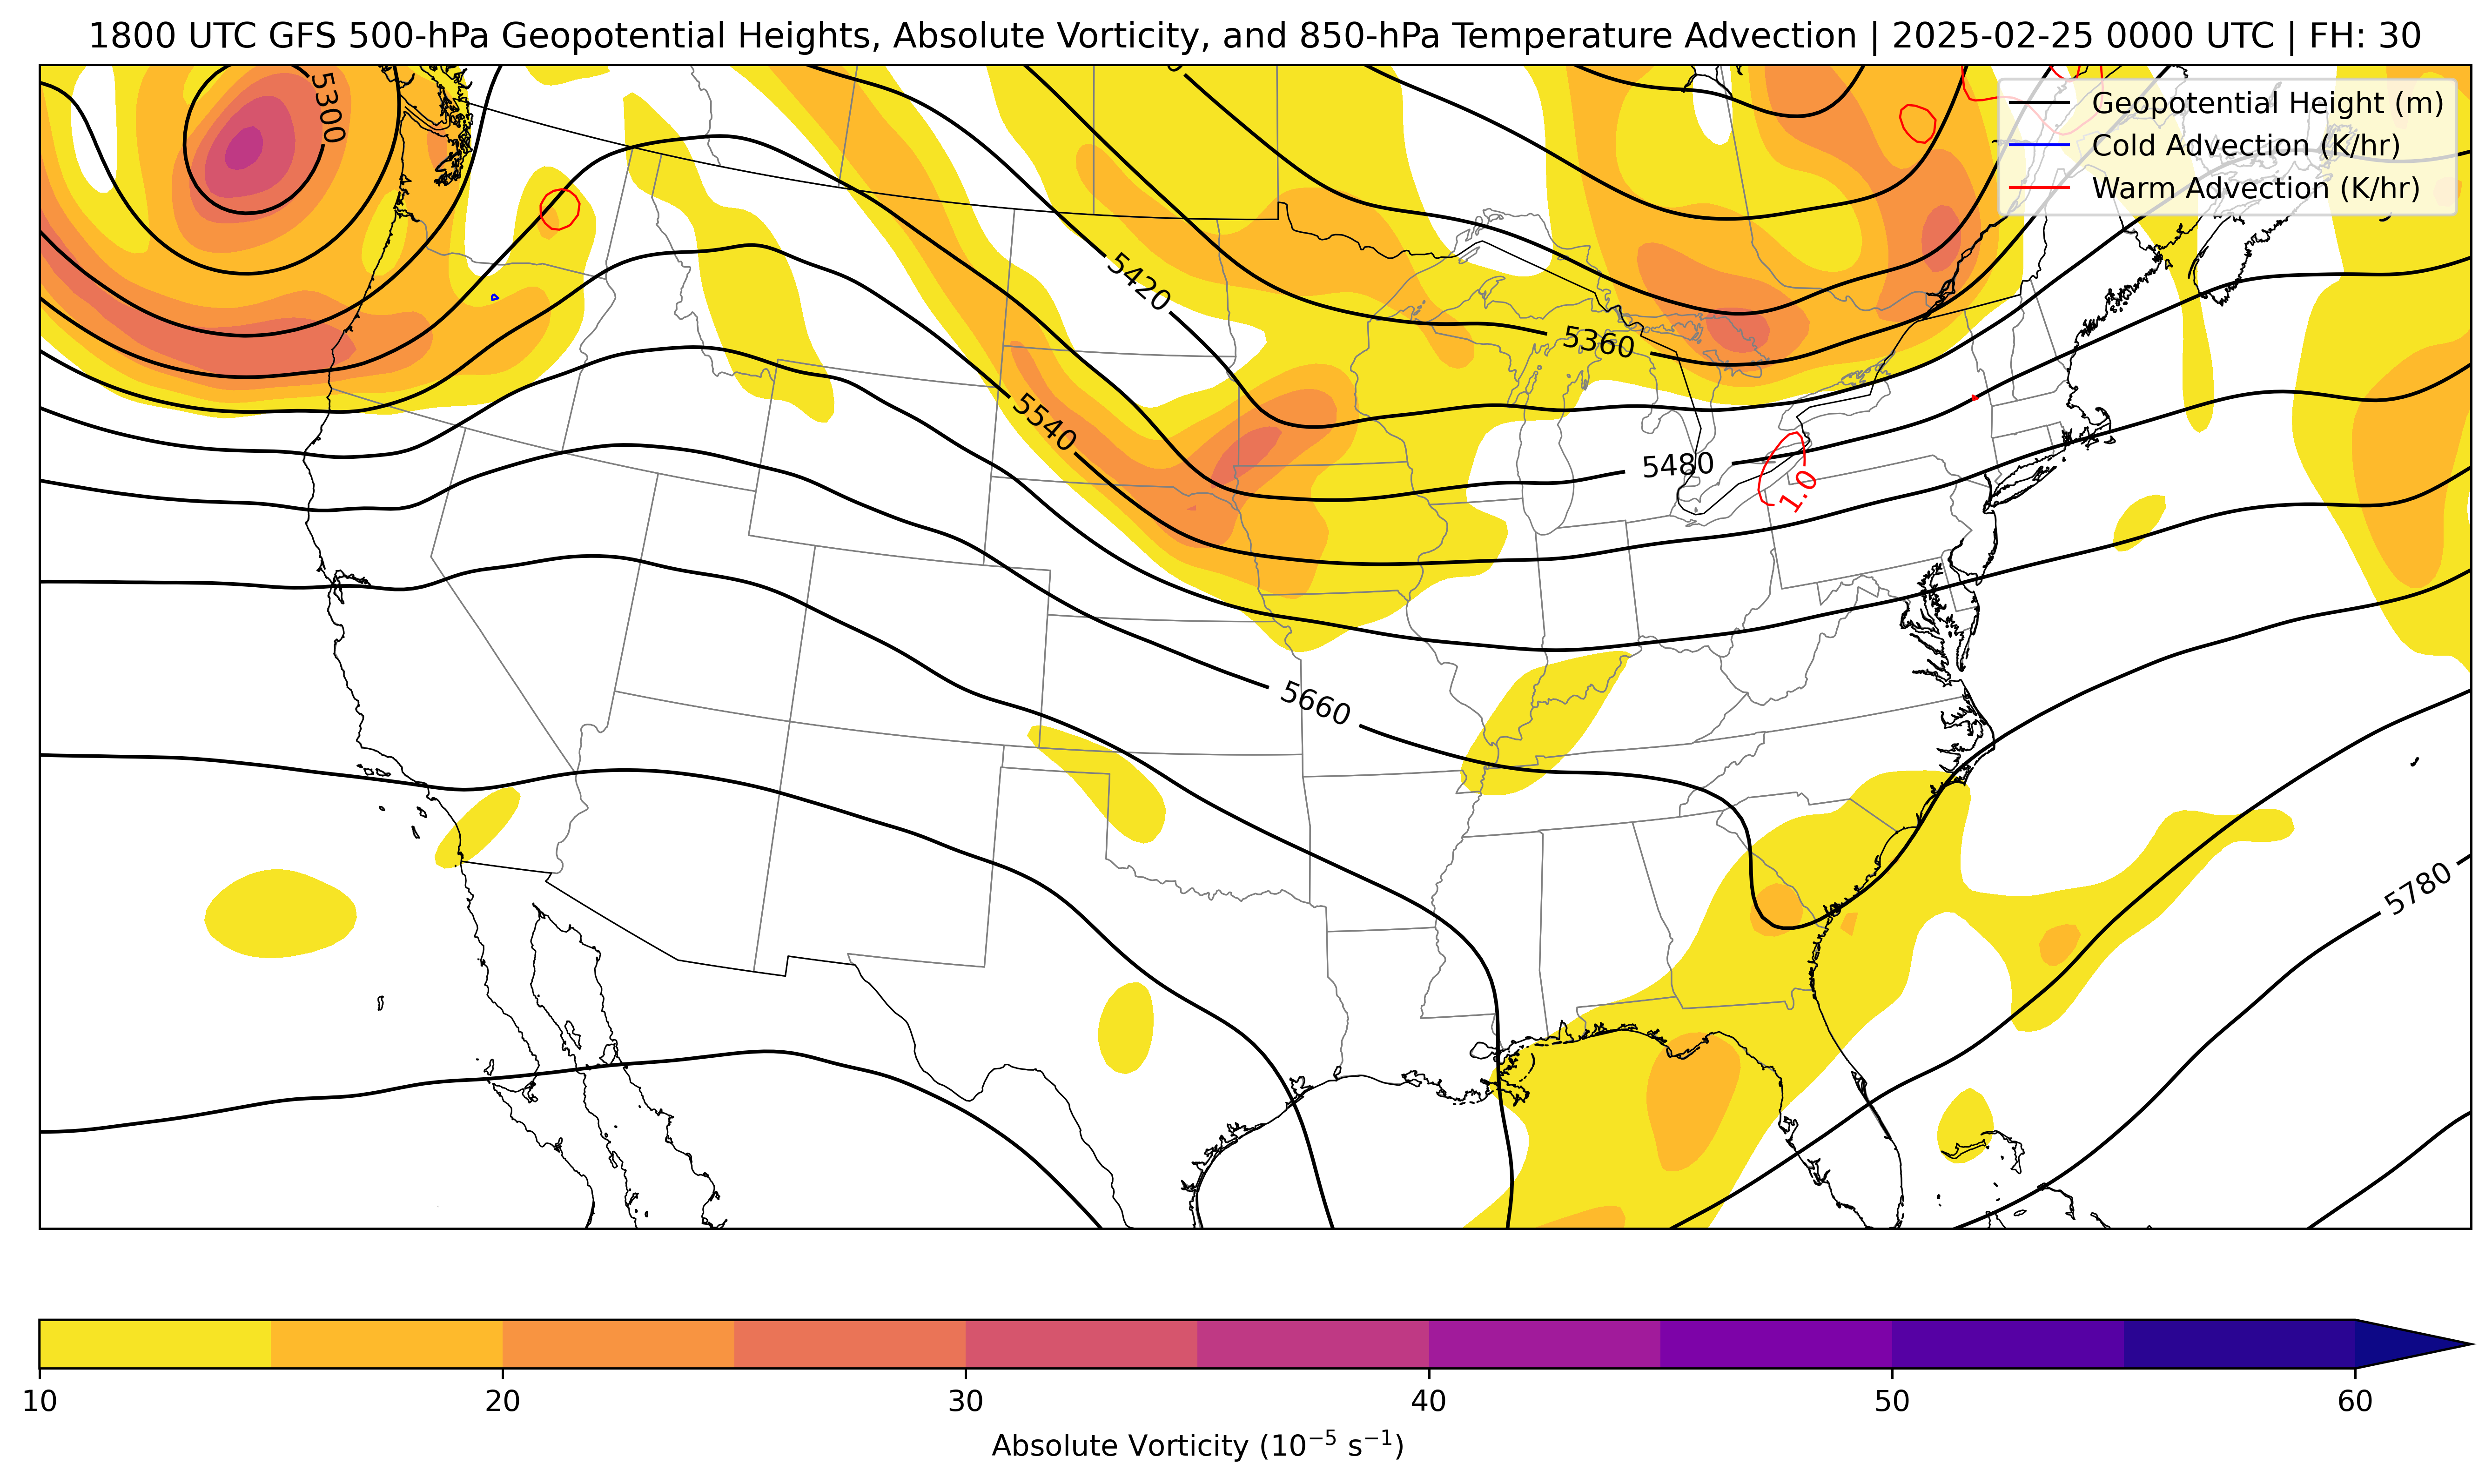 1800 UTC GFS 500-hPa Geopotential Heights, Absolute Vorticity, and 850-hPa Temperature Advection | 2025-02-25 0000 UTC | FH: 30
5300
Geopotential Height (m)
Cold Advection (K/hr)
Warm Advection (K/hr)
5420
5360
5540
5480
1.0
5660
5780
10 20 30 40 50 60
Absolute Vorticity (10⁻⁵ s⁻¹)